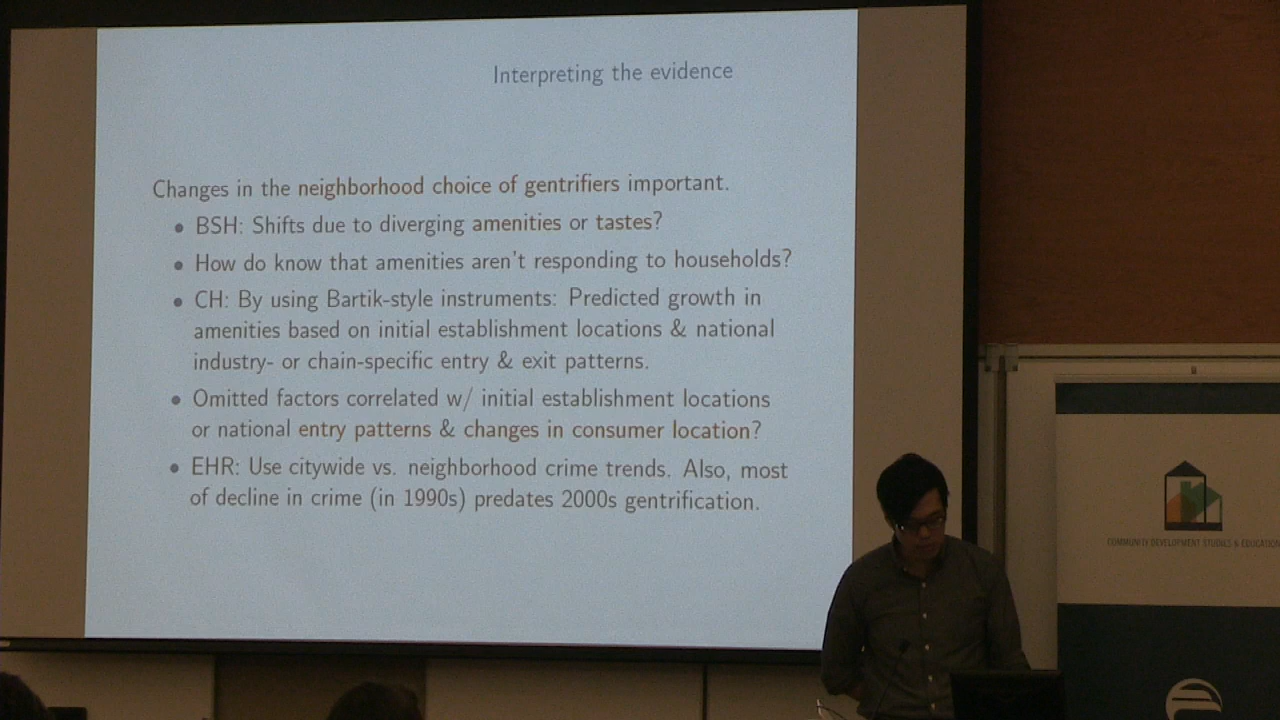 Interpreting the evidence
Changes in the neighborhood choice of gentrifiers important.
• BSH: Shifts due to diverging amenities or tastes?
• How do know that amenities aren't responding to households?
• CH: By using Bartik-style instruments: Predicted growth in
amenities based on initial establishment locations & national
industry- or chain-specific entry & exit patterns.
• Omitted factors correlated w/ initial establishment locations
or national entry patterns & changes in consumer location?
• EHR: Use citywide vs. neighborhood crime trends. Also, most
of decline in crime (in 1990s) predates 2000s gentrification.
COMMUNITY DEVELOPMENT STUDIES & EDUCATION